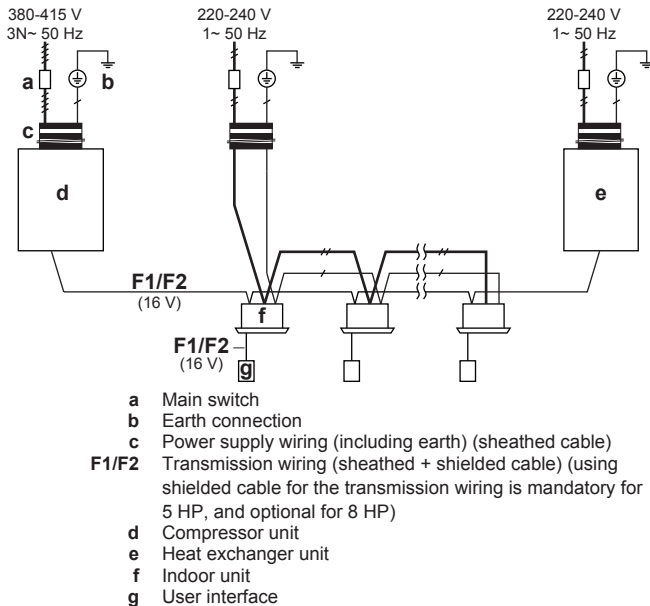 380-415 V
3N~ 50 Hz
220-240 V
1~ 50 Hz
220-240 V
1~ 50 Hz
a
b
c
d
e
F1/F2
(16 V)
f
F1/F2
(16 V)
g
a Main switch
b Earth connection
c Power supply wiring (including earth) (sheathed cable)
F1/F2 Transmission wiring (sheathed + shielded cable) (using
shielded cable for the transmission wiring is mandatory for
5 HP, and optional for 8 HP)
d Compressor unit
e Heat exchanger unit
f Indoor unit
g User interface